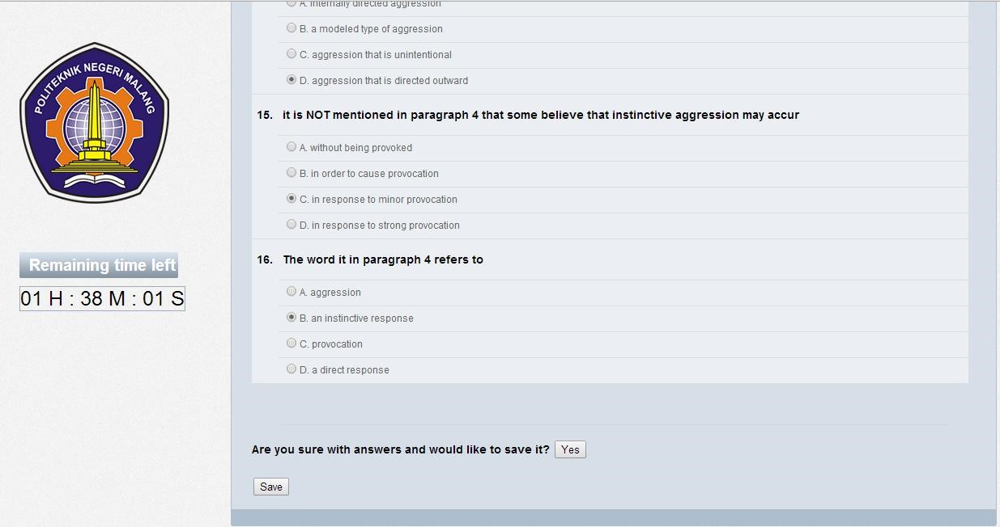 A. internally directed aggression
B. a modeled type of aggression
C. aggression that is unintentional
D. aggression that is directed outward
POLITEKNIK NEGERI MALANG
15. it is NOT mentioned in paragraph 4 that some believe that instinctive aggression may accur
A. without being provoked
B. in order to cause provocation
C. in response to minor provocation
D. in response to strong provocation
16. The word it in paragraph 4 refers to
Remaining time left
01 H : 38 M : 01 S
A. aggression
B. an instinctive response
C. provocation
D. a direct response
Are you sure with answers and would like to save it? Yes
Save